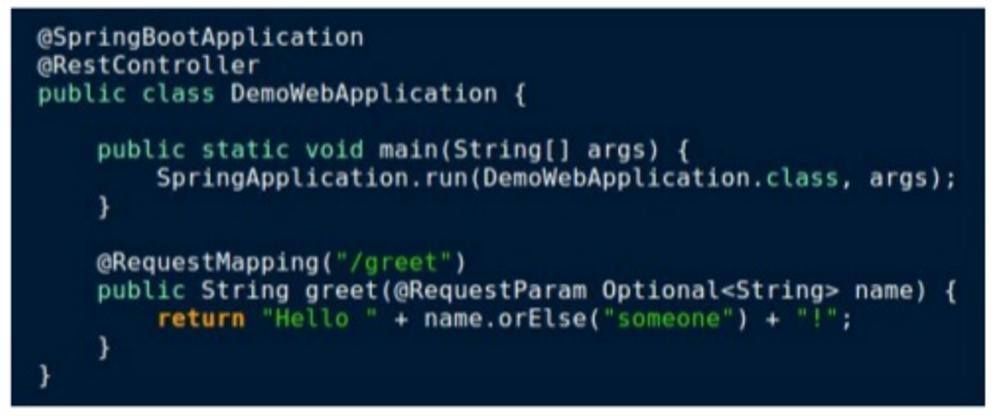 @SpringBootApplication
@RestController
public class DemoWebApplication {
public static void main(String[] args) {
SpringApplication.run(DemoWebApplication.class, args);
}
@RequestMapping("/greet")
public String greet(@RequestParam Optional<String> name) {
return "Hello " + name.orElse("someone") + "!";
}
}